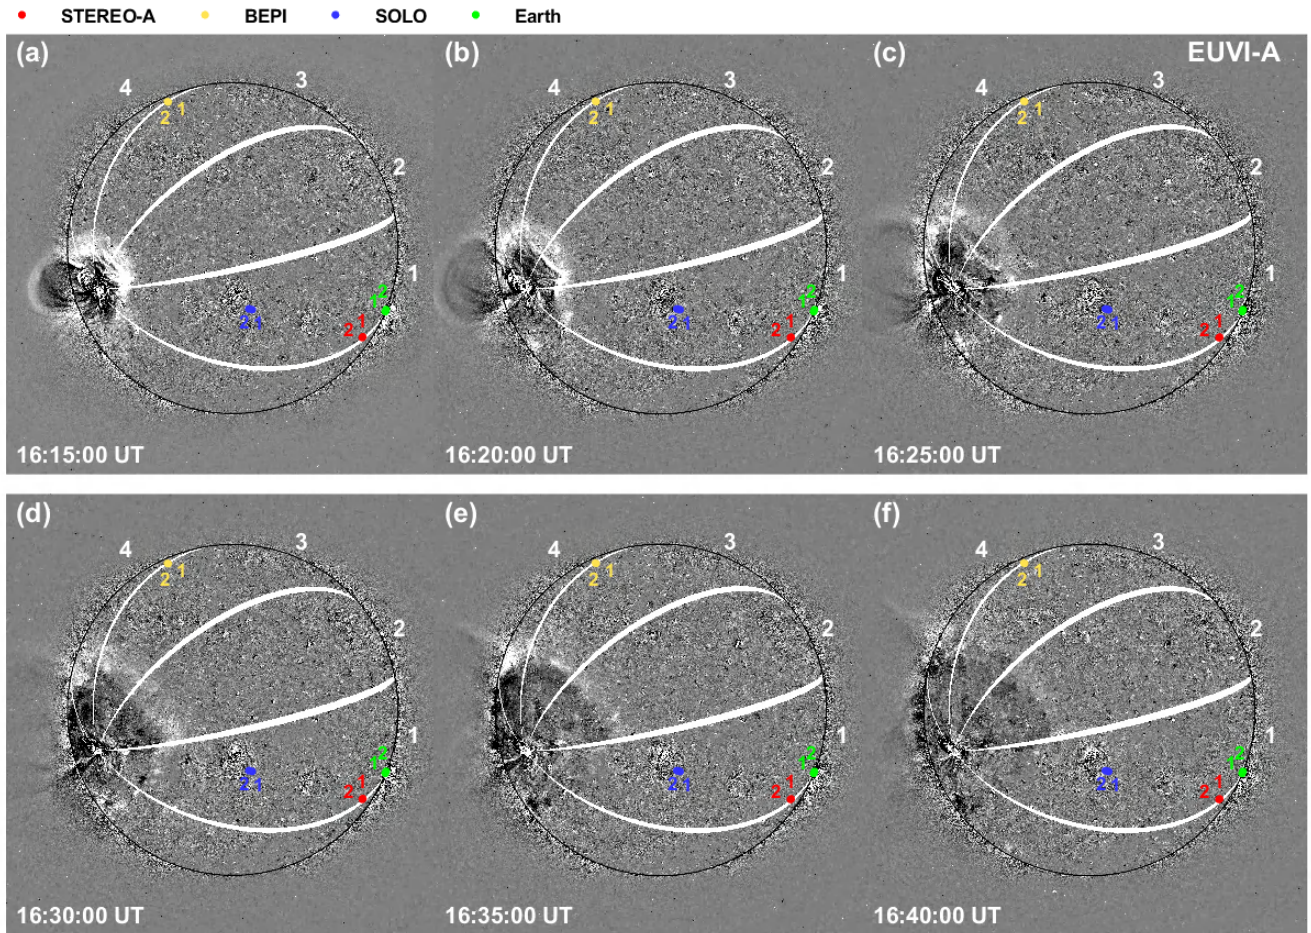 STEREO-A BEPI SOLO Earth
(a) (b) (c) EUVI-A
4 3 4 3 4 3
2 1 2 1 2 1
2 2 2
1 1 1
2 2 2
1 1 1
2 1 2 1 2 1
2 1 2 1 2 1
16:15:00 UT 16:20:00 UT 16:25:00 UT
(d) (e) (f)
4 3 4 3 4 3
2 1 2 1 2 1
2 2 2
1 1 1
2 2 2
1 1 1
2 1 2 1 2 1
2 1 2 1 2 1
16:30:00 UT 16:35:00 UT 16:40:00 UT